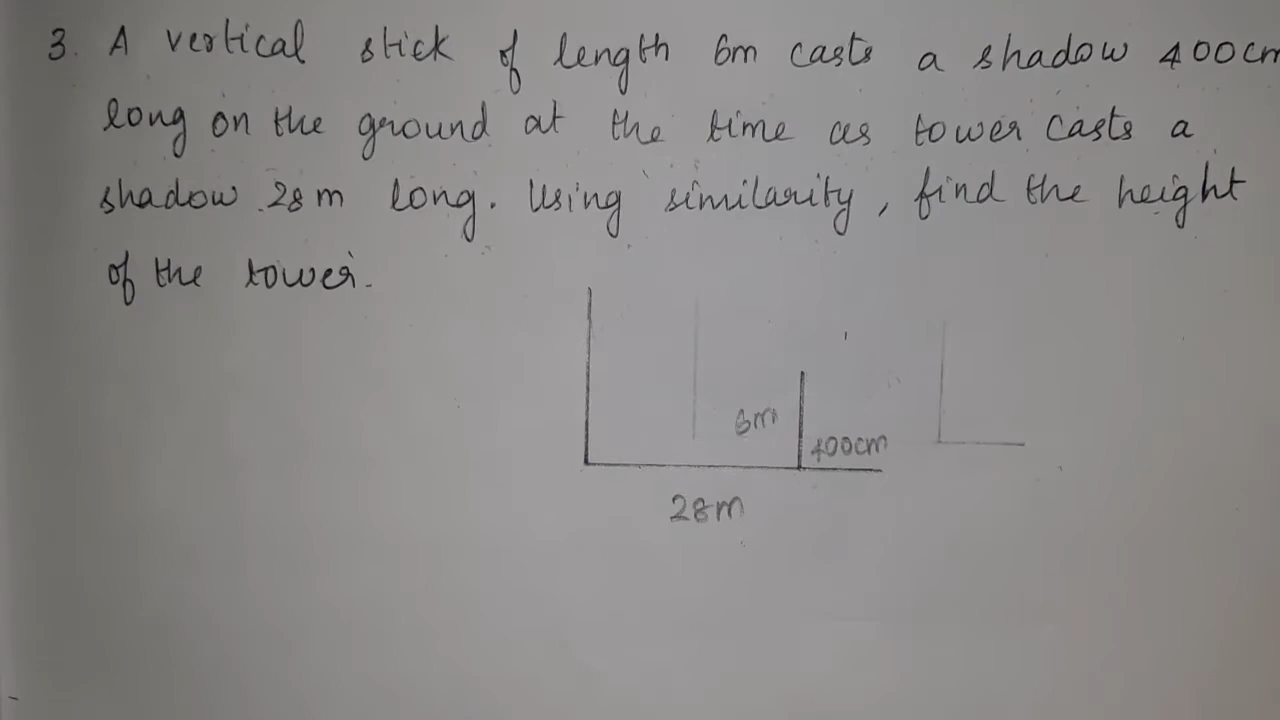 3. A vertical stick of length 6m casts a shadow 400cm
long on the ground at the time as tower casts a
shadow 28m long. Using similarity, find the height
of the tower.
6m
400cm
28m